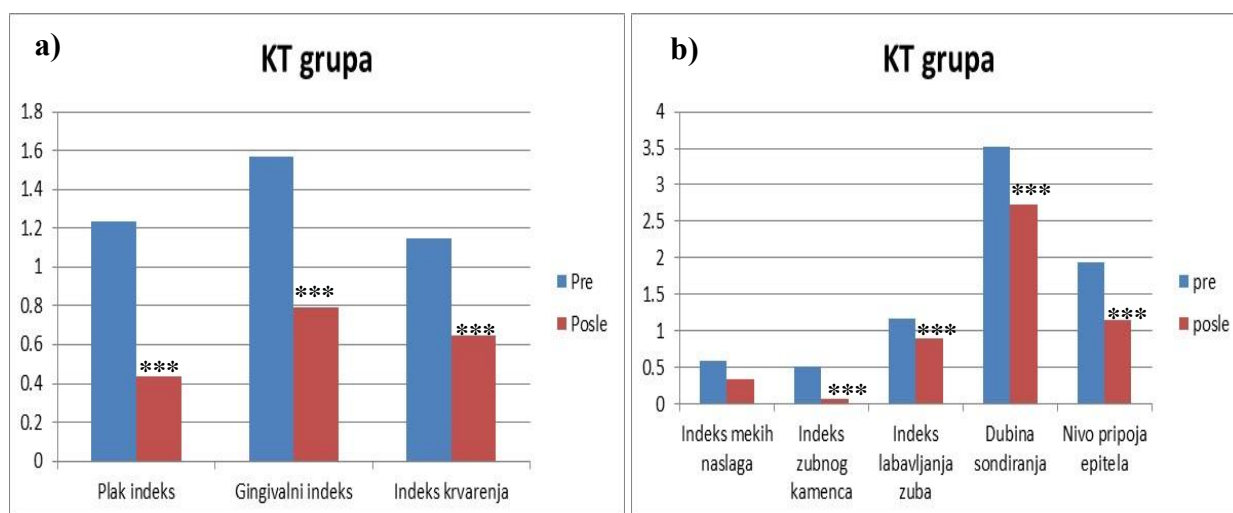 a)
KT grupa
1.8
1.6
1.4
1.2
1
0.8
0.6
0.4
0.2
0
***
***
***
Plak indeks
Gingivalni indeks
Indeks krvarenja
Pre
Posle
b)
KT grupa
4
3.5
3
2.5
2
1.5
1
0.5
0
***
***
***
***
Indeks mekih
naslaga
Indeks
zubnog
kamenca
Indeks
labavljanja
zuba
Dubina
sondiranja
Nivo pripoja
epitela
pre
posle